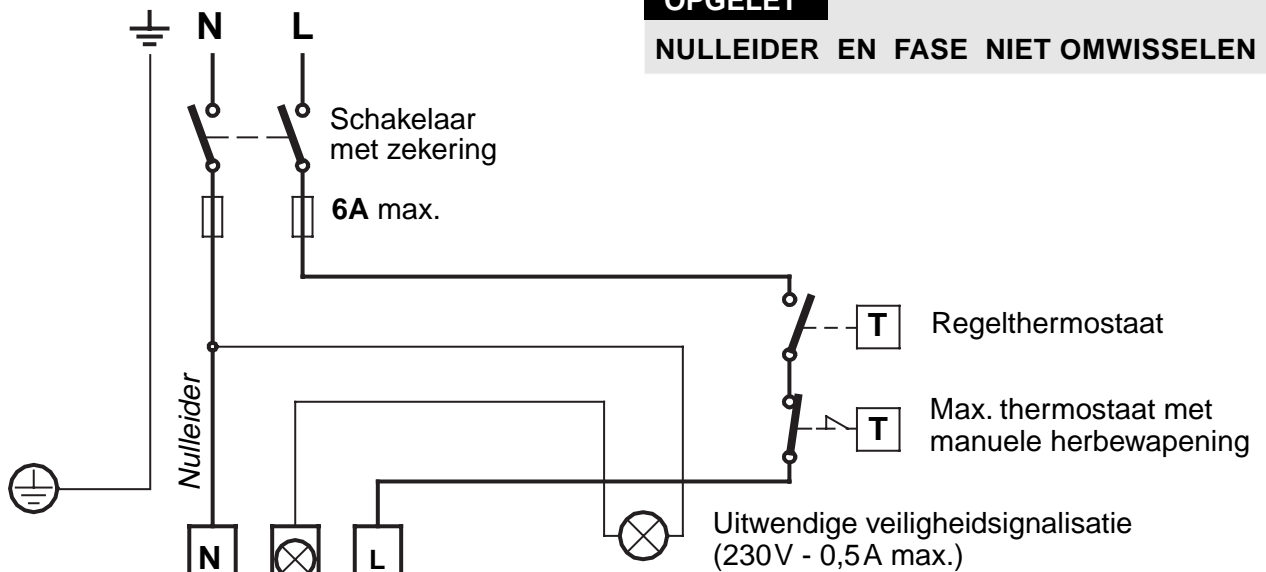 OPGELET
NULLEIDER EN FASE NIET OMWISSELEN
N L
Schakelaar
met zekering
6A max.
T Regelthermostaat
Nulleider
T Max. thermostaat met
manuele herbewapening
Uitwendige veiligheidsignalisatie
(230V - 0,5A max.)
N L